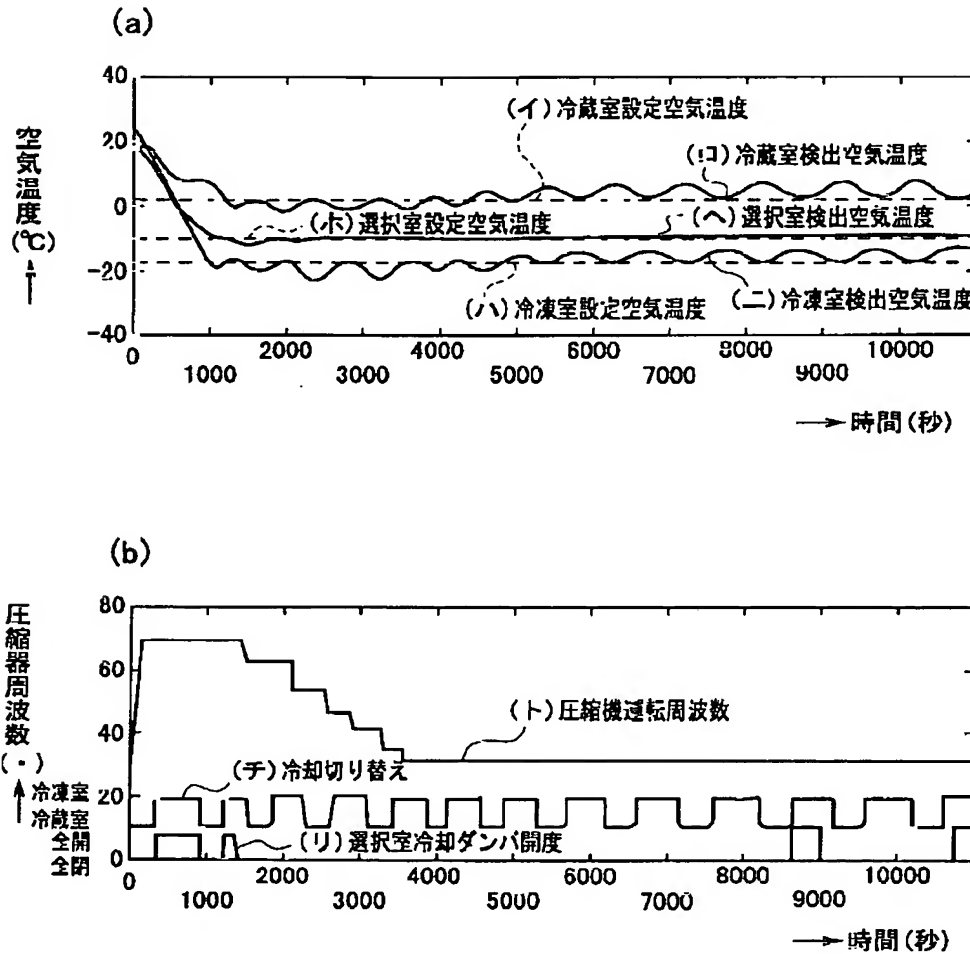 (a)
空気温度(℃)
40
20
0
-20
-40
(イ)冷蔵室設定空気温度
(ロ)冷蔵室検出空気温度
(ホ)選択室設定空気温度
(ヘ)選択室検出空気温度
(ハ)冷凍室設定空気温度
(ニ)冷凍室検出空気温度
0 2000 4000 6000 8000 10000
1000 3000 5000 7000 9000
時間(秒)
(b)
圧縮器周波数(・)
80
60
40
20
0
冷凍室
冷蔵室
全開
全閉
(ト)圧縮機運転周波数
(チ)冷却切り替え
(リ)選択室冷却ダンパ開度
0 2000 4000 6000 8000 10000
1000 3000 5000 7000 9000
時間(秒)